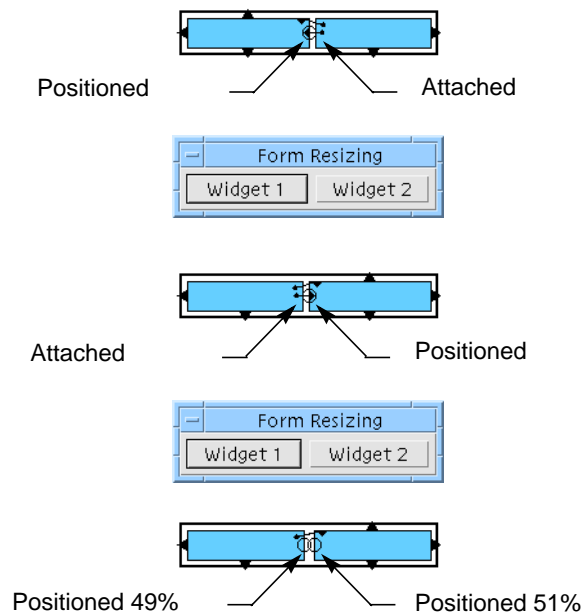 Positioned Attached
Form Resizing
Widget 1 Widget 2
Attached Positioned
Form Resizing
Widget 1 Widget 2
Positioned 49% Positioned 51%